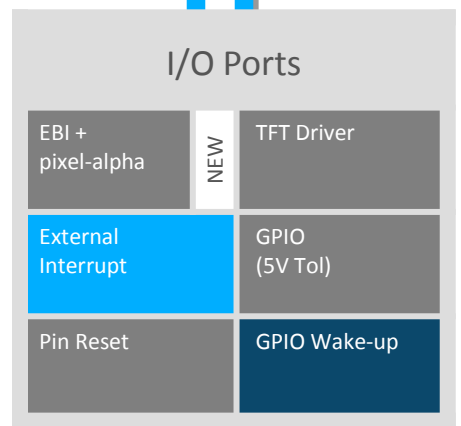 I/O Ports
EBI +
pixel-alpha
NEW
TFT Driver
External
Interrupt
GPIO
(5V Tol)
Pin Reset
GPIO Wake-up